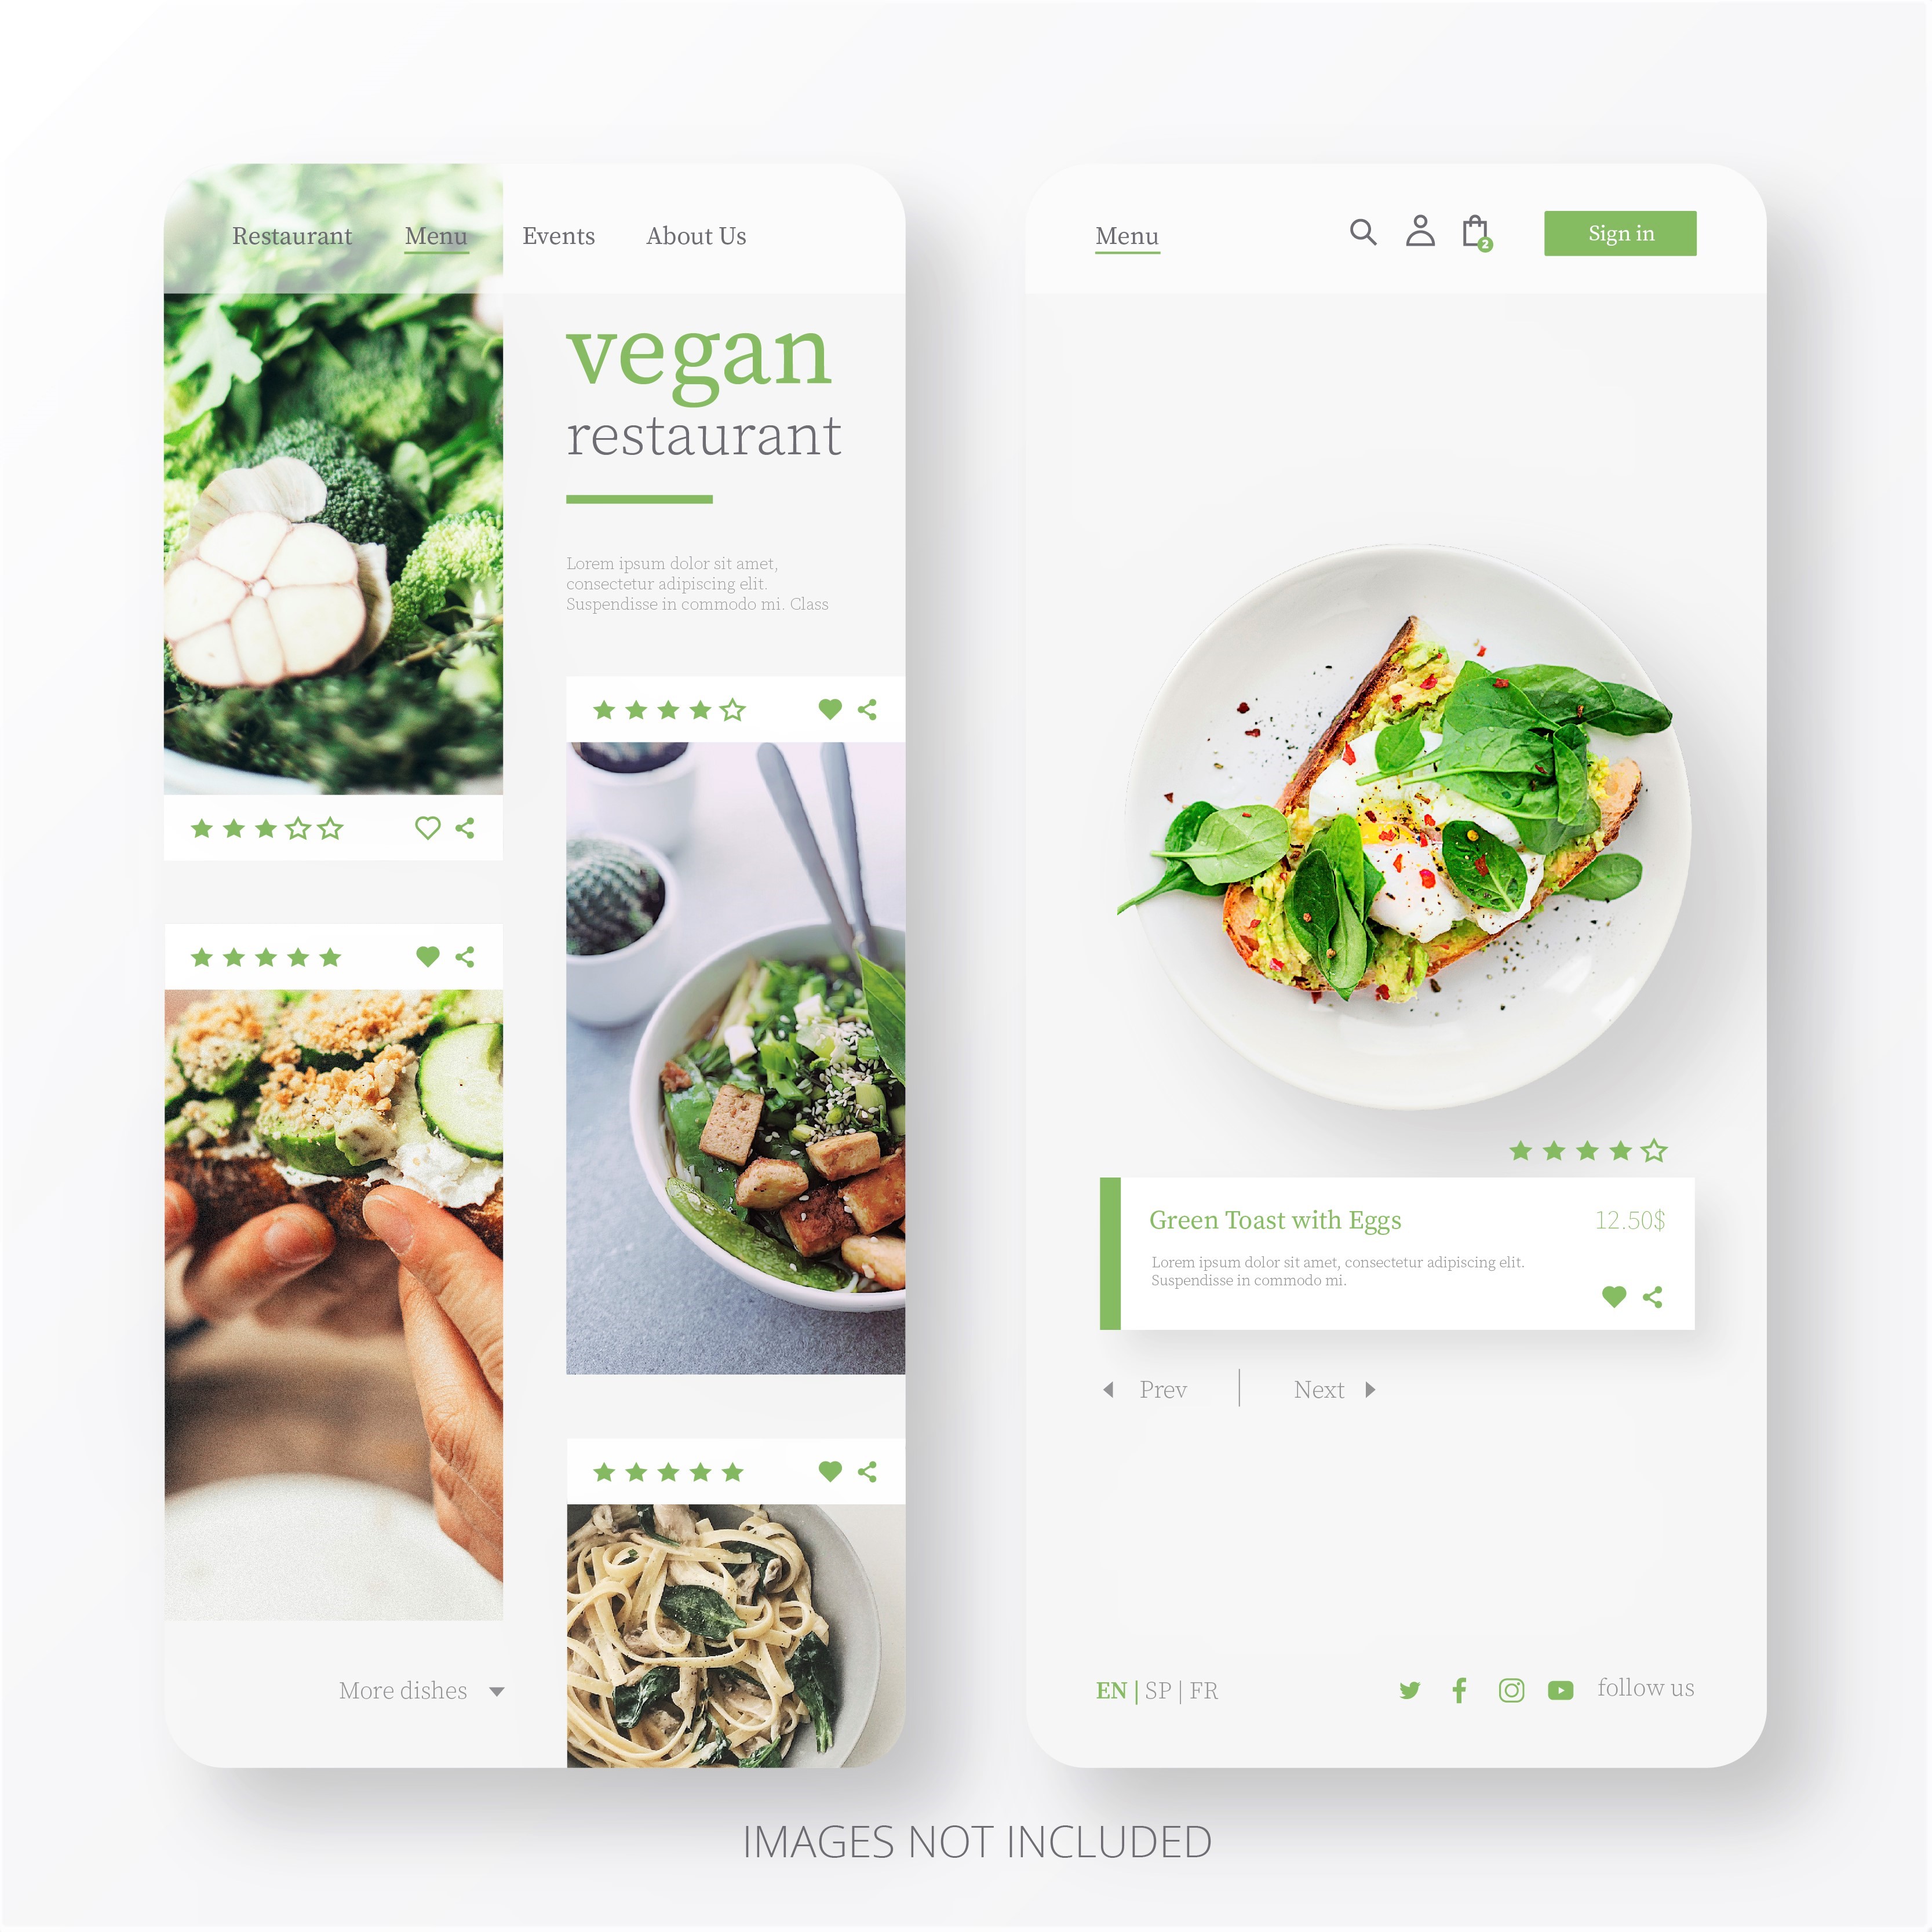 Restaurant Menu Events About Us
vegan
restaurant
Lorem ipsum dolor sit amet,
consectetur adipiscing elit.
Suspendisse in commodo mi. Class
More dishes
Menu
2
Sign in
Green Toast with Eggs
12.50$
Lorem ipsum dolor sit amet, consectetur adipiscing elit.
Suspendisse in commodo mi.
Prev | Next
EN | SP | FR
follow us
IMAGES NOT INCLUDED